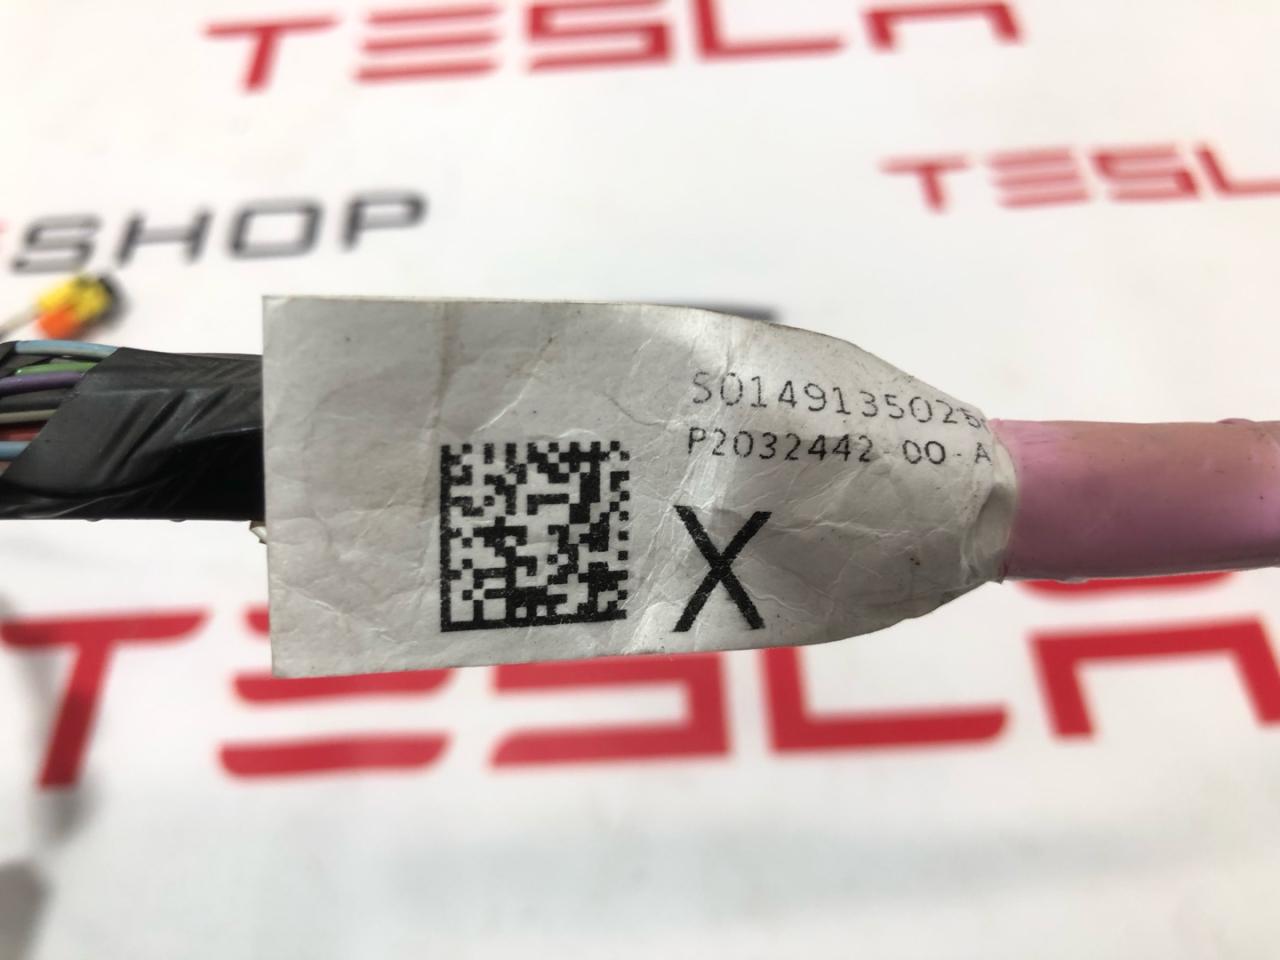 TESLA
TESLA
SHOP
S0149135025
P2032442-00-A
X
TESLA